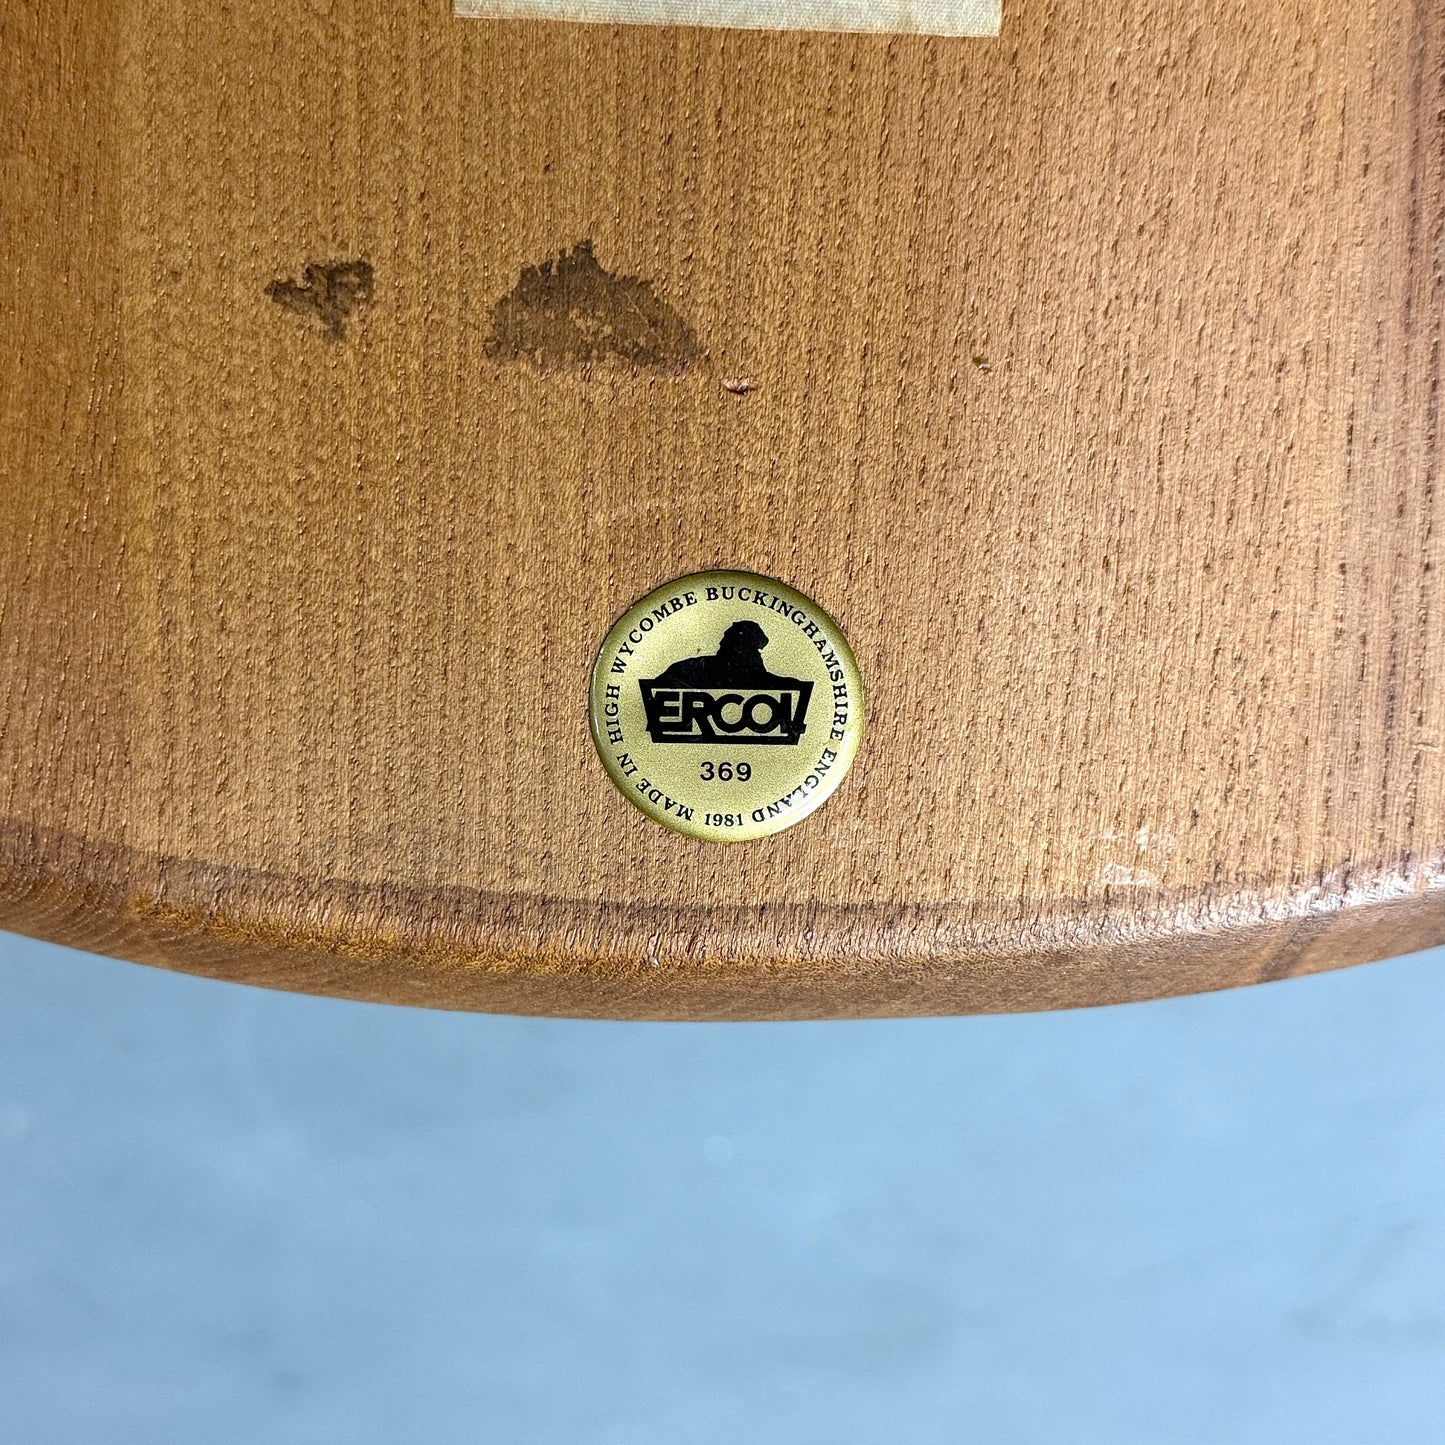 MADE IN HIGH WYCOMBE BUCKINGHAMSHIRE ENGLAND
ERCOL
369
1981